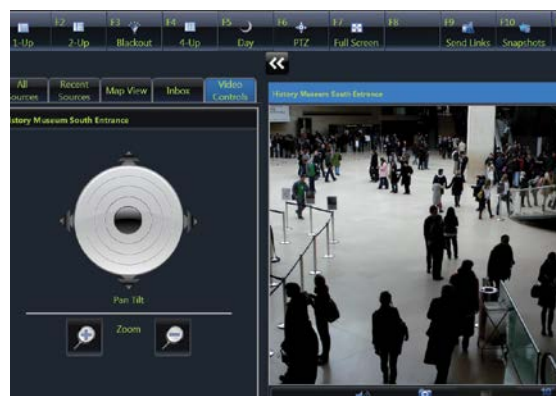 F2 F3 F4 F5 F6 F7 F8 F9 F10
1-Up 2-Up Blackout 4-Up Day PTZ Full Screen Send Links Snapshots
All Recent Map View Inbox Video
Sources Controls
History Museum South Entrance
istory Museum South Entrance
Pan Tilt
Zoom